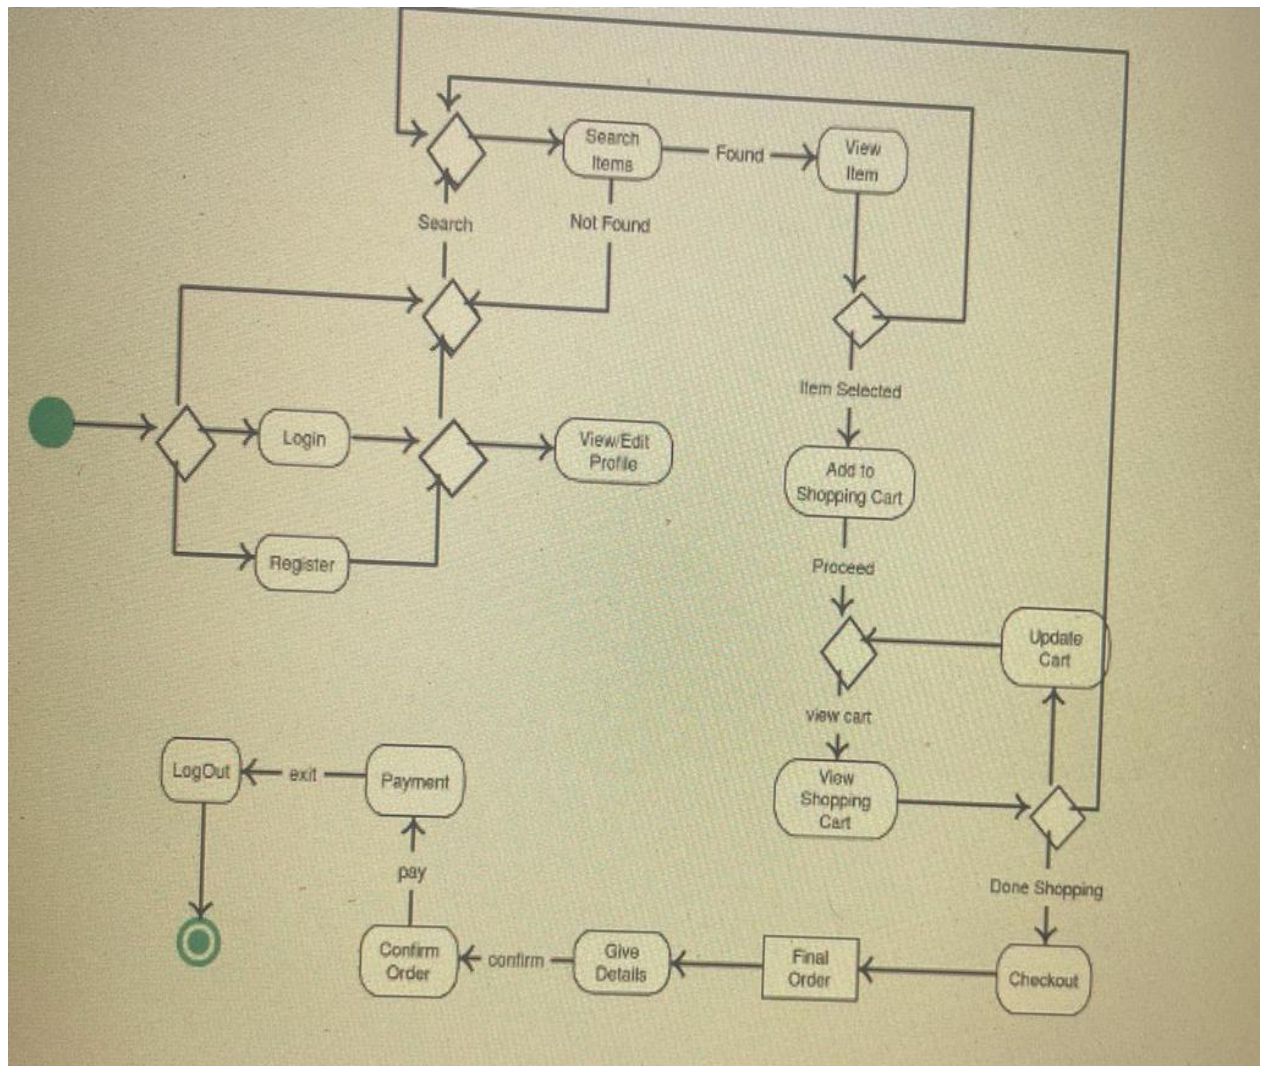 Search
Items
Found
View
Item
Search
Not Found
Item Selected
Login
View/Edit
Profile
Add to
Shopping Cart
Register
Proceed
Update
Cart
view cart
LogOut
exit
Payment
View
Shopping
Cart
pay
Done Shopping
Confirm
Order
confirm
Give
Details
Final
Order
Checkout